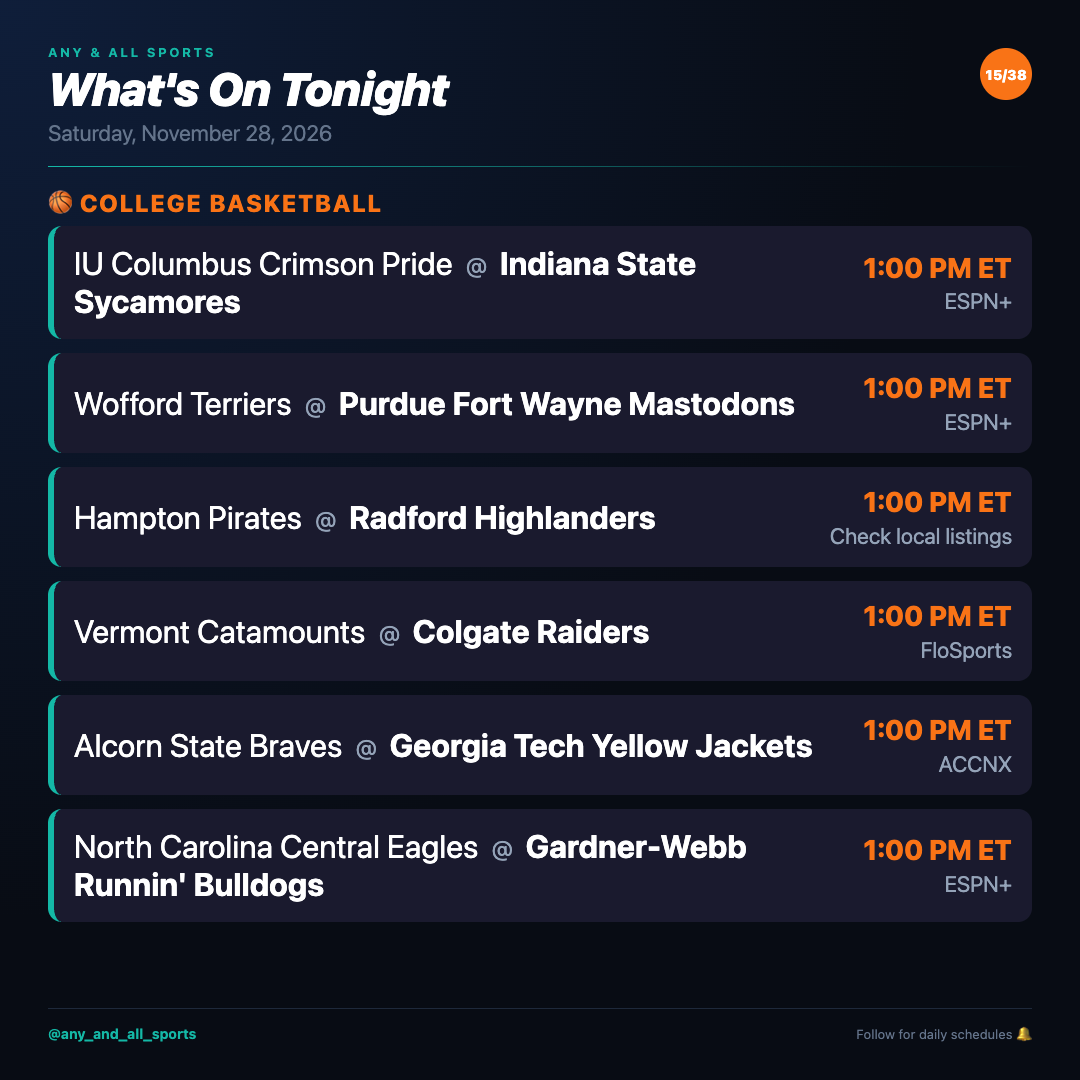 ANY & ALL SPORTS
What's On Tonight
Saturday, November 28, 2026
15/38
🏀 COLLEGE BASKETBALL
IU Columbus Crimson Pride @ Indiana State
Sycamores
1:00 PM ET
ESPN+
Wofford Terriers @ Purdue Fort Wayne Mastodons
1:00 PM ET
ESPN+
Hampton Pirates @ Radford Highlanders
1:00 PM ET
Check local listings
Vermont Catamounts @ Colgate Raiders
1:00 PM ET
FloSports
Alcorn State Braves @ Georgia Tech Yellow Jackets
1:00 PM ET
ACCNX
North Carolina Central Eagles @ Gardner-Webb
Runnin' Bulldogs
1:00 PM ET
ESPN+
@any_and_all_sports
Follow for daily schedules 🔔